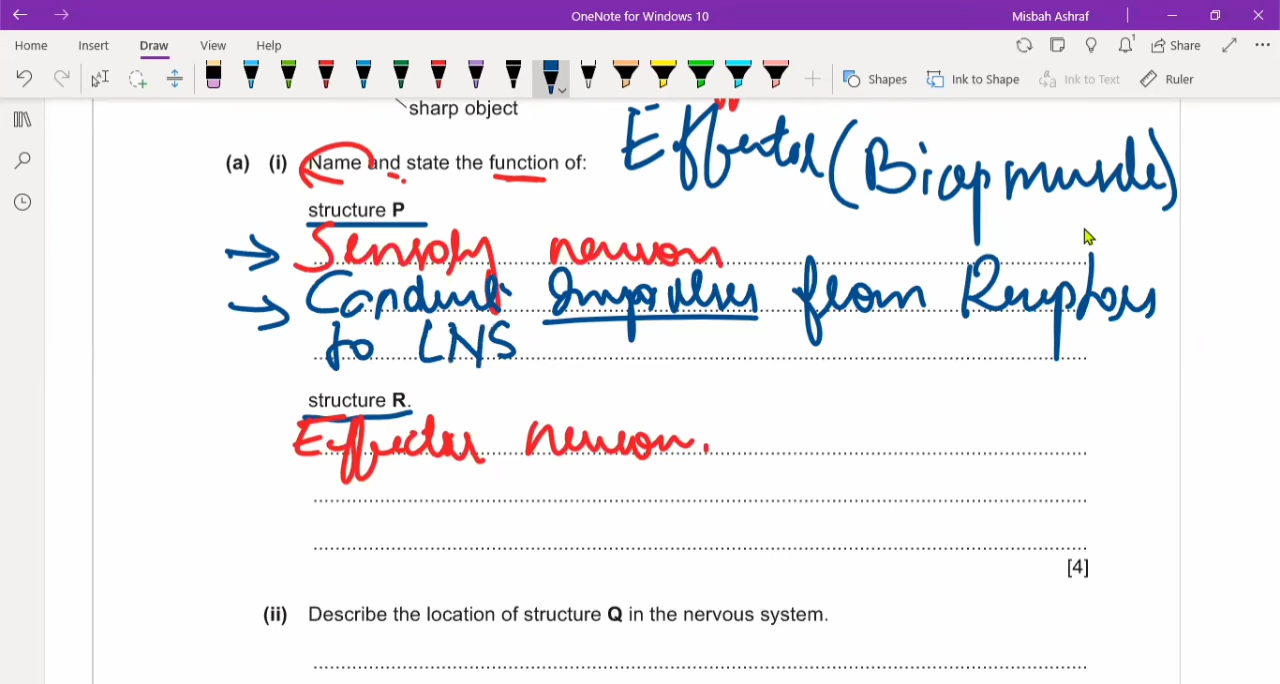 OneNote for Windows 10
Misbah Ashraf
Home Insert Draw View Help
1 Share
Shapes Ink to Shape Ink to Text Ruler
sharp object
Effector (Bicep muscle)
(a) (i) Name and state the function of:
structure P
Sensory neuron
Conduct Impulses from Receptors
to CNS
structure R.
Effector neuron.
[4]
(ii) Describe the location of structure Q in the nervous system.